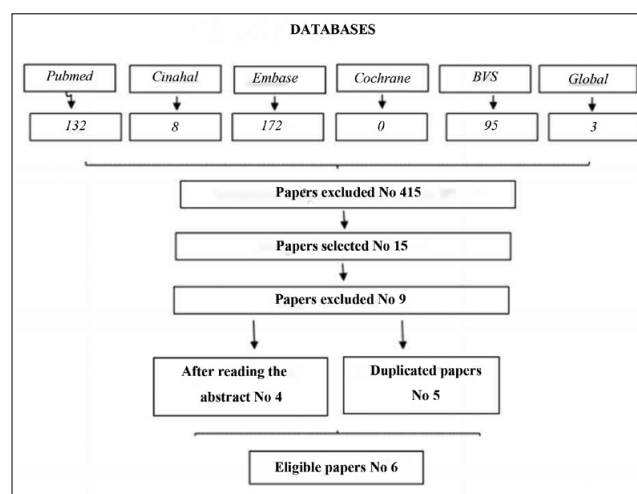 DATABASES
Pubmed Cinahal Embase Cochrane BVS Global
132 8 172 0 95 3
Papers excluded No 415
Papers selected No 15
Papers excluded No 9
After reading the
abstract No 4
Duplicated papers
No 5
Eligible papers No 6